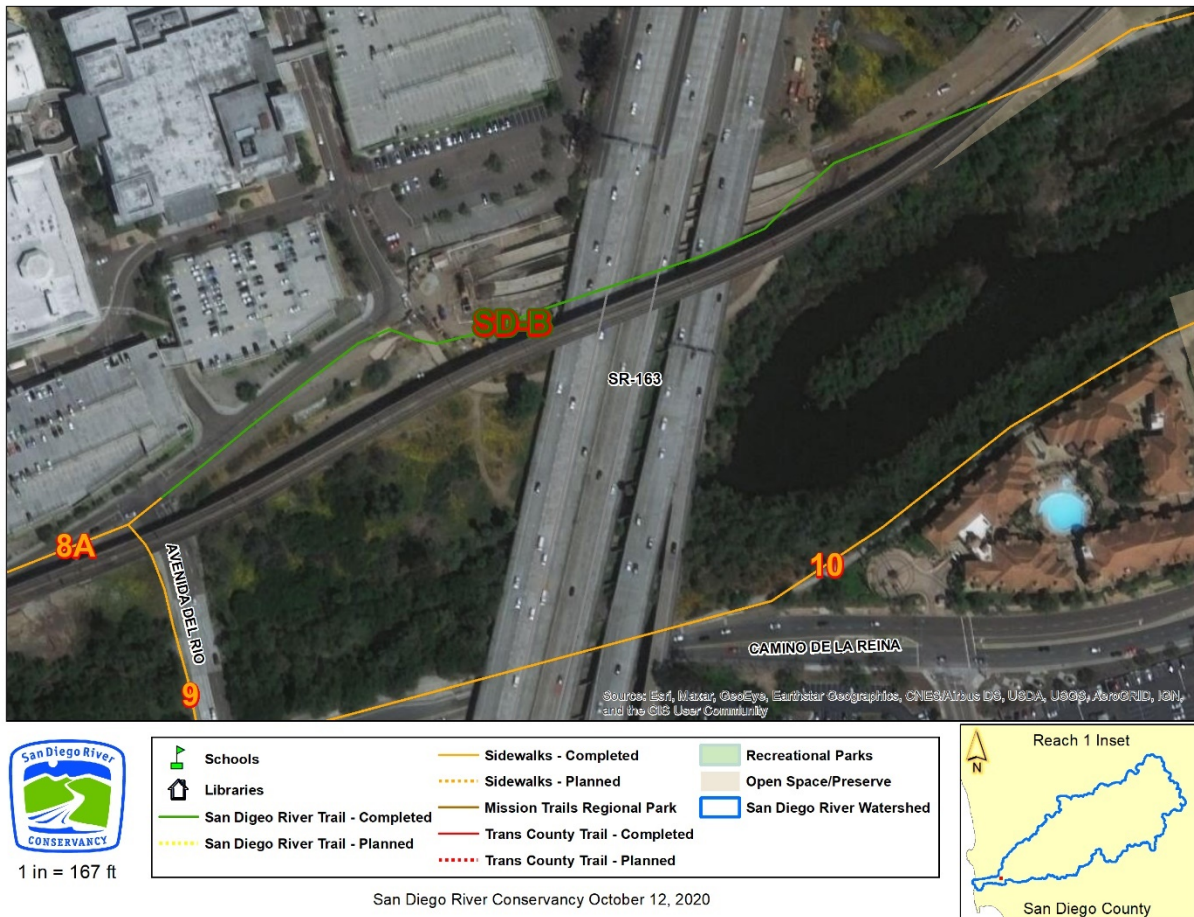 SD-B
SR-163
8A
AVENIDA DEL RIO
10
9
CAMINO DE LA REINA
Source: Esri, Maxar, GeoEye, Earthstar Geographics, CNES/Airbus DS, USDA, USGS, AeroGRID, IGN,
and the GIS User Community
San Diego River
CONSERVANCY
1 in = 167 ft
Schools
Libraries
San Digeo River Trail - Completed
San Diego River Trail - Planned
Sidewalks - Completed
Sidewalks - Planned
Mission Trails Regional Park
Trans County Trail - Completed
Trans County Trail - Planned
Recreational Parks
Open Space/Preserve
San Diego River Watershed
Reach 1 Inset
N
San Diego County
San Diego River Conservancy October 12, 2020